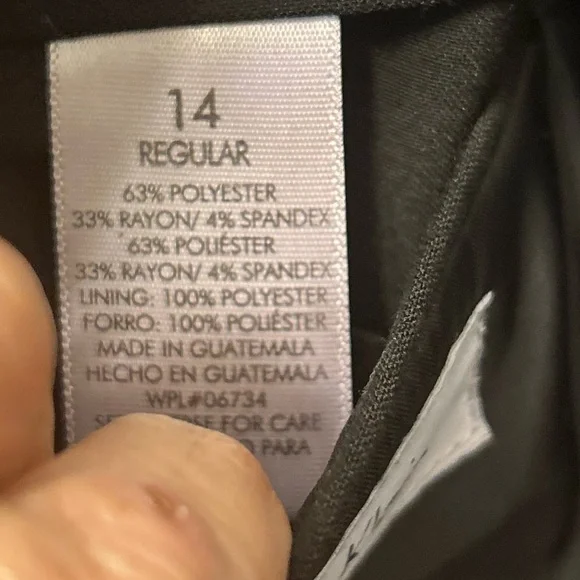 14
REGULAR
63% POLYESTER
33% RAYON/ 4% SPANDEX
63% POLIÉSTER
33% RAYON/ 4% SPANDEX
LINING: 100% POLYESTER
FORRO: 100% POLIÉSTER
MADE IN GUATEMALA
HECHO EN GUATEMALA
WPL#06734
FOR CARE
PARA